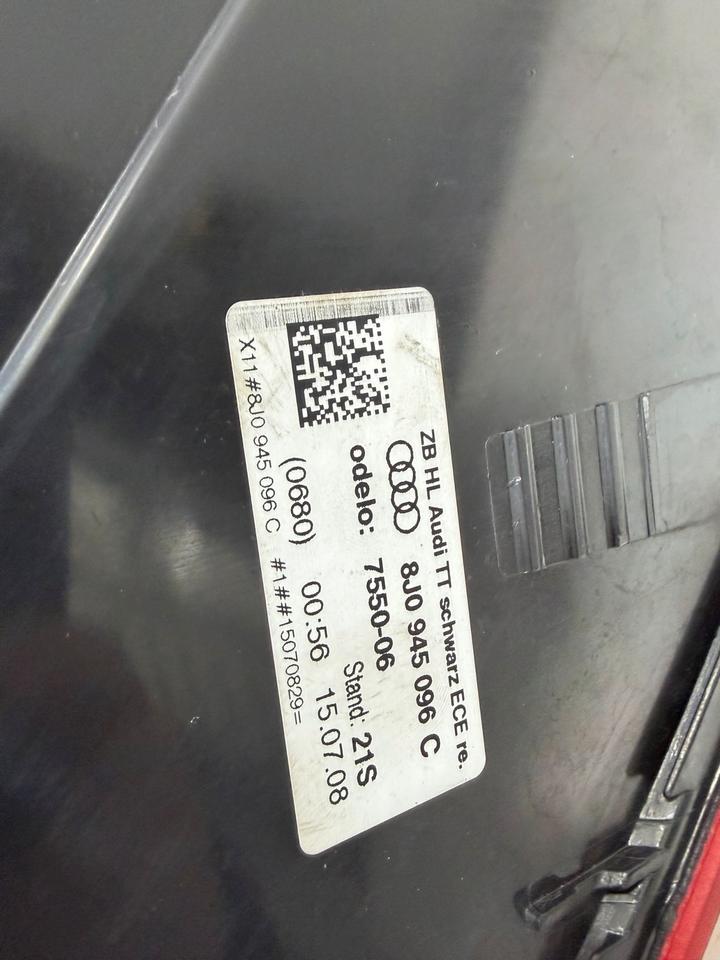 ZB HL Audi TT schwarz ECE re.
8J0 945 096 C
odelo: 7550-06 Stand: 21S
(0680) 00:56 15.07.08
X11#8J0 945 096 C #1##15070829=